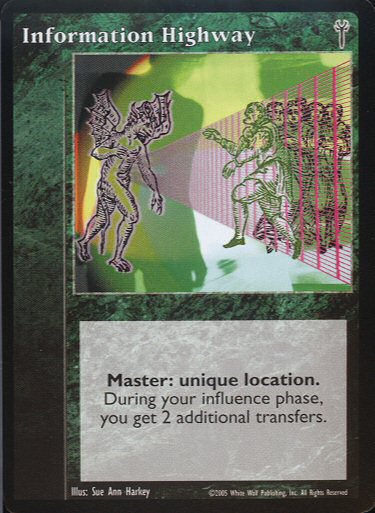 Information Highway
Master: unique location.
During your influence phase,
you get 2 additional transfers.
Illus: Sue Ann Harkey
©2005 White Wolf Publishing, Inc. All Rights Reserved